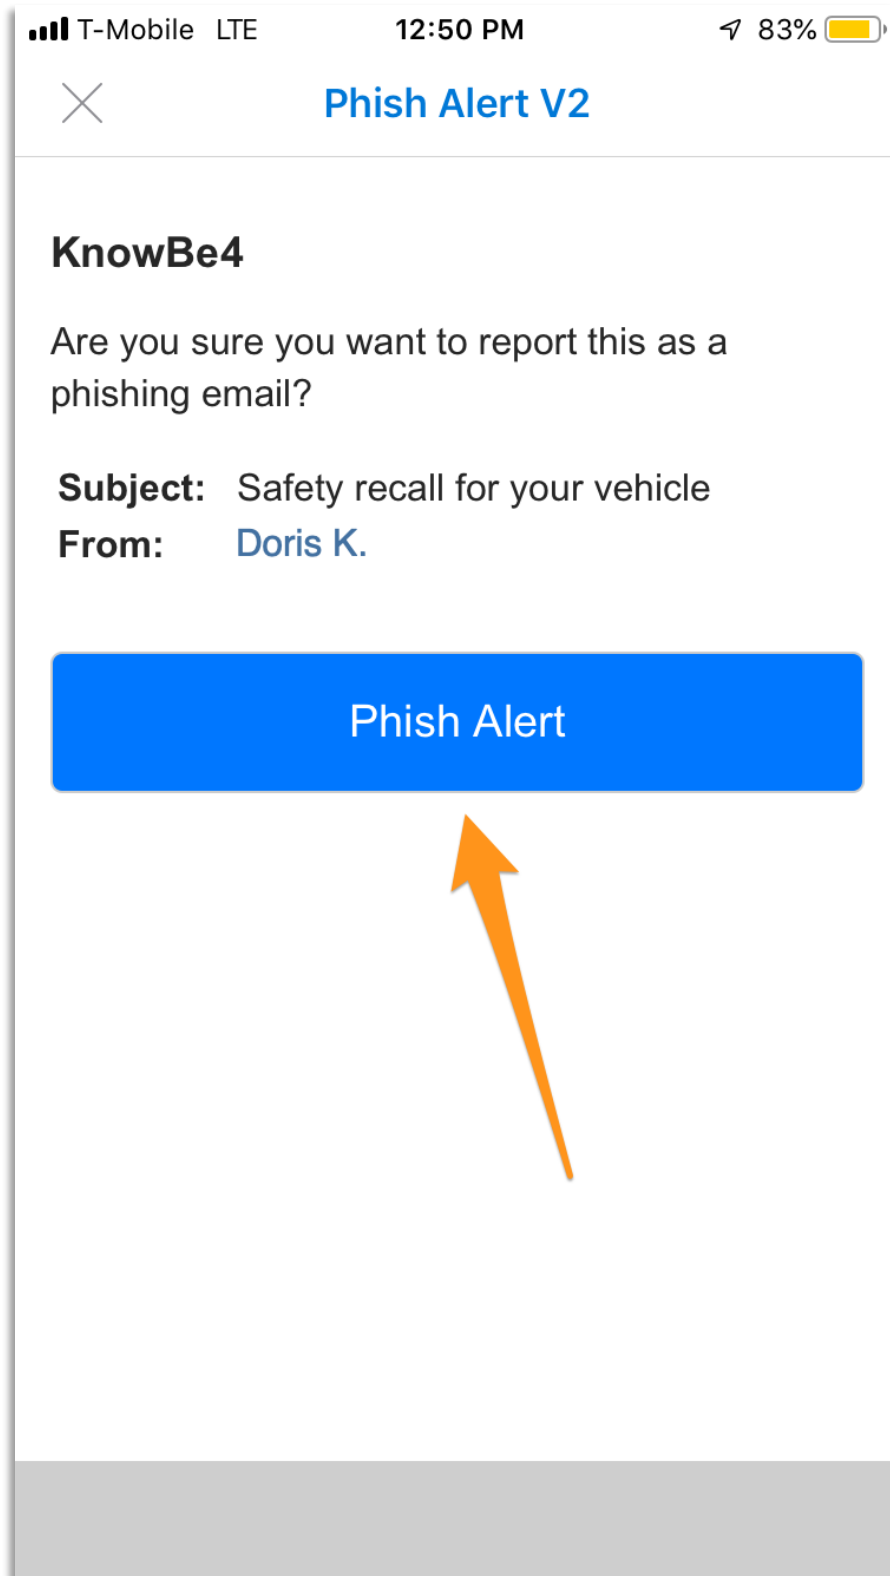 T-Mobile LTE 12:50 PM 83%
Phish Alert V2
KnowBe4
Are you sure you want to report this as a
phishing email?
Subject: Safety recall for your vehicle
From: Doris K.
Phish Alert